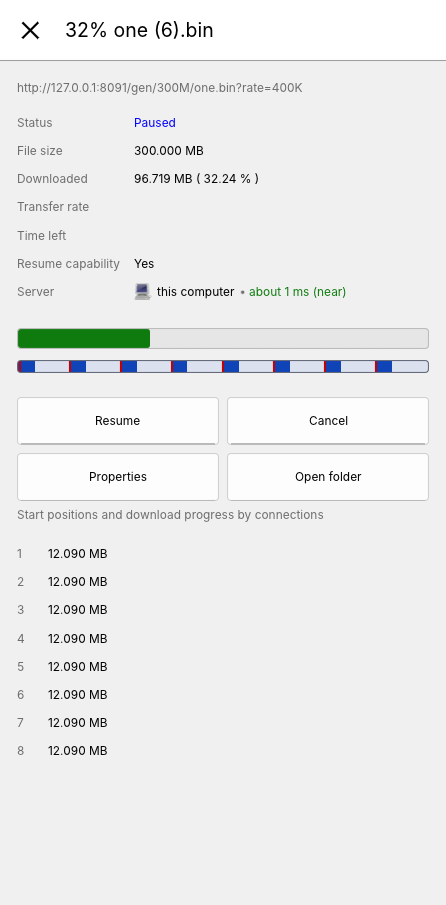 32% one (6).bin
http://127.0.0.1:8091/gen/300M/one.bin?rate=400K
Status Paused
File size 300.000 MB
Downloaded 96.719 MB ( 32.24 % )
Transfer rate
Time left
Resume capability Yes
Server this computer • about 1 ms (near)
Resume Cancel
Properties Open folder
Start positions and download progress by connections
1 12.090 MB
2 12.090 MB
3 12.090 MB
4 12.090 MB
5 12.090 MB
6 12.090 MB
7 12.090 MB
8 12.090 MB